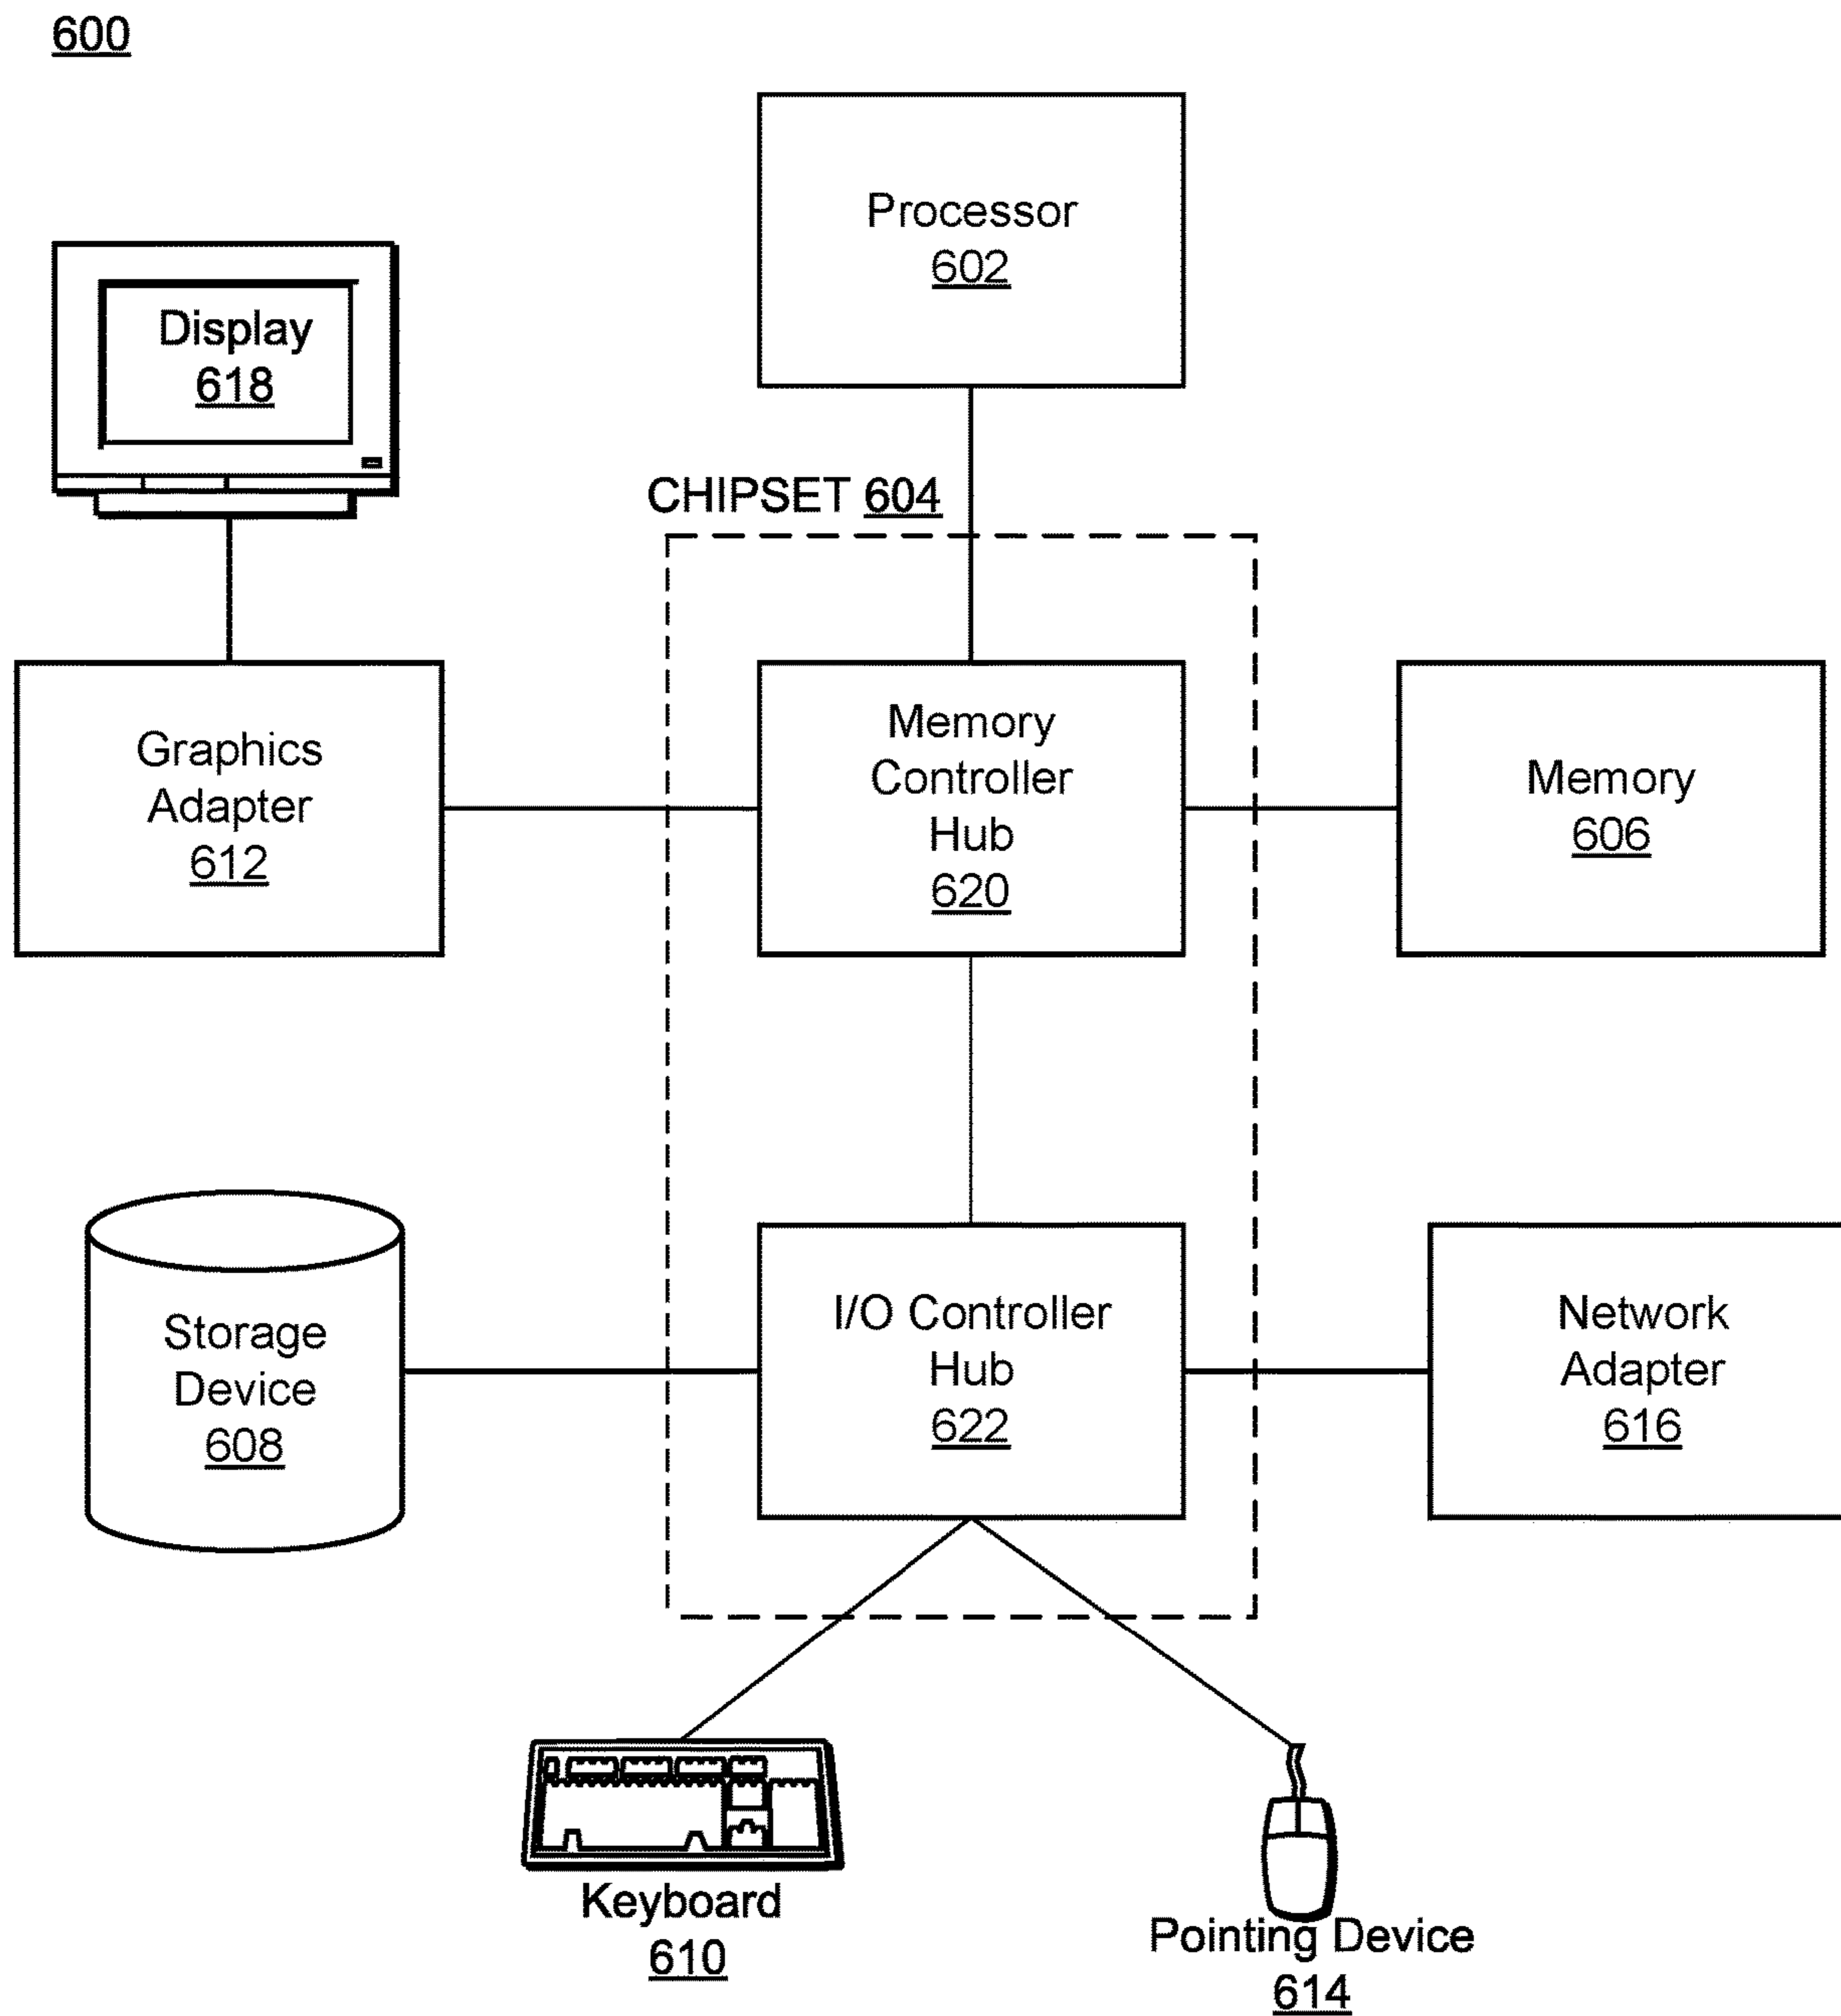 600
Processor
602
Display
618
CHIPSET 604
Graphics
Adapter
612
Memory
Controller
Hub
620
Memory
606
Storage
Device
608
I/O Controller
Hub
622
Network
Adapter
616
Keyboard
610
Pointing Device
614